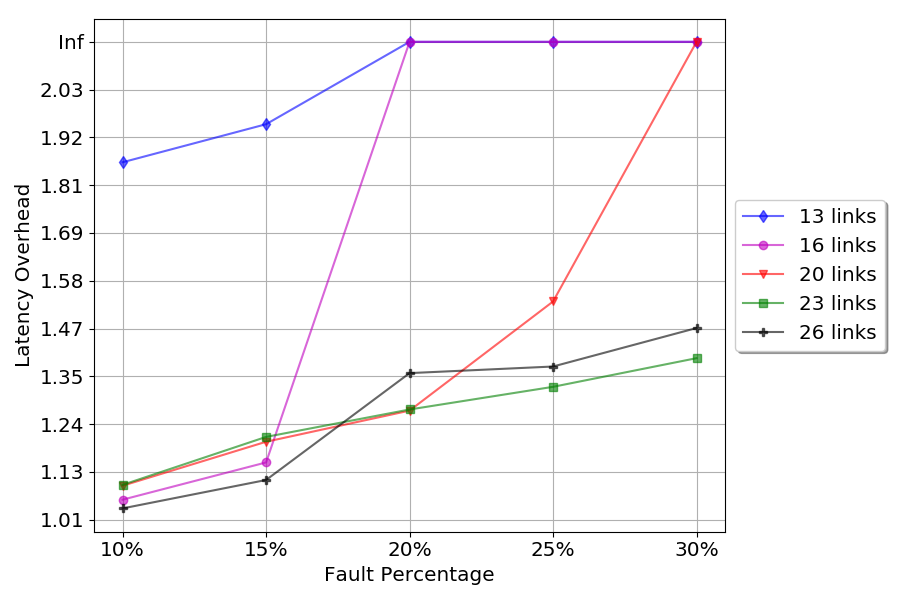 Inf
2.03
1.92
1.81
1.69
1.58
1.47
1.35
1.24
1.13
1.01
Latency Overhead
10% 15% 20% 25% 30%
Fault Percentage
13 links
16 links
20 links
23 links
26 links